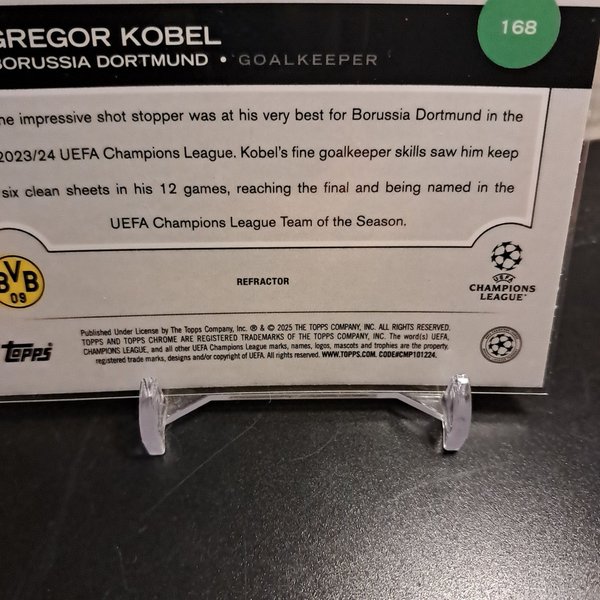 GREGOR KOBEL
BORUSSIA DORTMUND • GOALKEEPER
168
he impressive shot stopper was at his very best for Borussia Dortmund in the
2023/24 UEFA Champions League. Kobel's fine goalkeeper skills saw him keep
six clean sheets in his 12 games, reaching the final and being named in the
UEFA Champions League Team of the Season.
BVB
09
REFRACTOR
UEFA
CHAMPIONS
LEAGUE®
topps®
Published Under License by The Topps Company, Inc. ® & © 2025 THE TOPPS COMPANY, INC. ALL RIGHTS RESERVED.
TOPPS AND TOPPS CHROME ARE REGISTERED TRADEMARKS OF THE TOPPS COMPANY, INC. The word(s) UEFA,
CHAMPIONS LEAGUE, and all other UEFA Champions League marks, names, logos, mascots and trophies are the property,
registered trade marks, designs and/or copyright of UEFA. All rights reserved. WWW.TOPPS.COM. CODE#CMP101224.